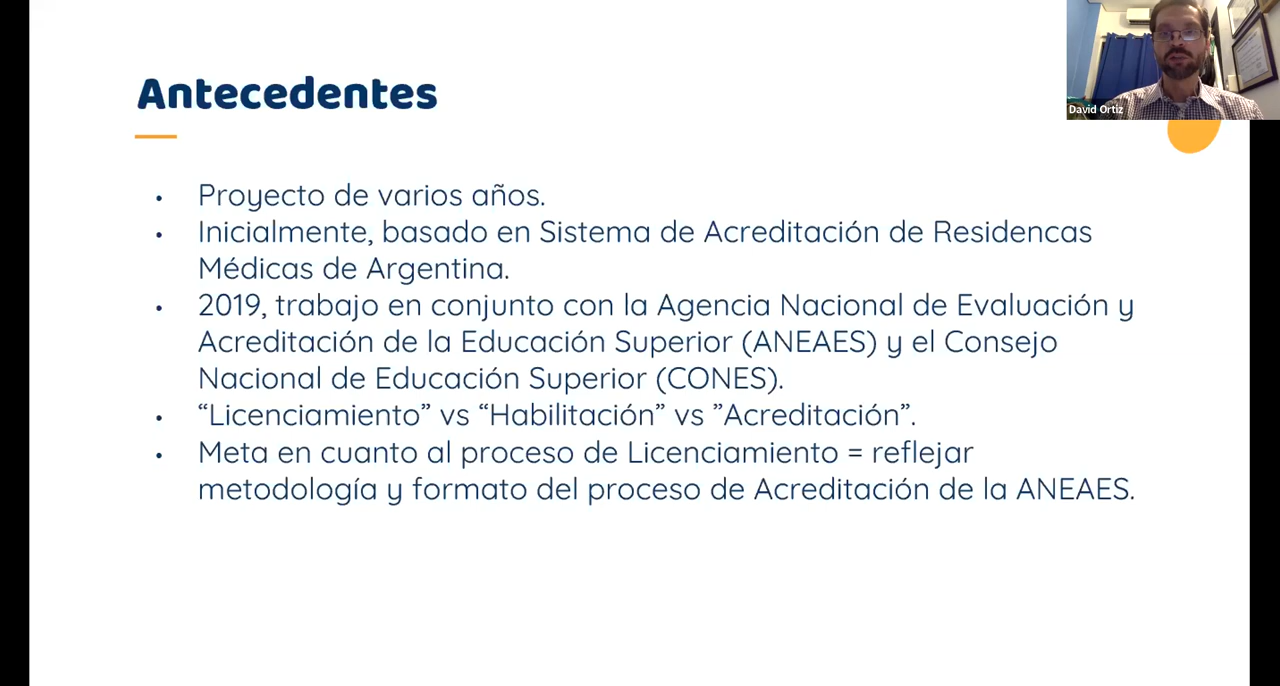 Antecedentes
David Ortiz
• Proyecto de varios años.
• Inicialmente, basado en Sistema de Acreditación de Residencas
Médicas de Argentina.
• 2019, trabajo en conjunto con la Agencia Nacional de Evaluación y
Acreditación de la Educación Superior (ANEAES) y el Consejo
Nacional de Educación Superior (CONES).
• “Licenciamiento” vs “Habilitación” vs ”Acreditación”.
• Meta en cuanto al proceso de Licenciamiento = reflejar
metodología y formato del proceso de Acreditación de la ANEAES.